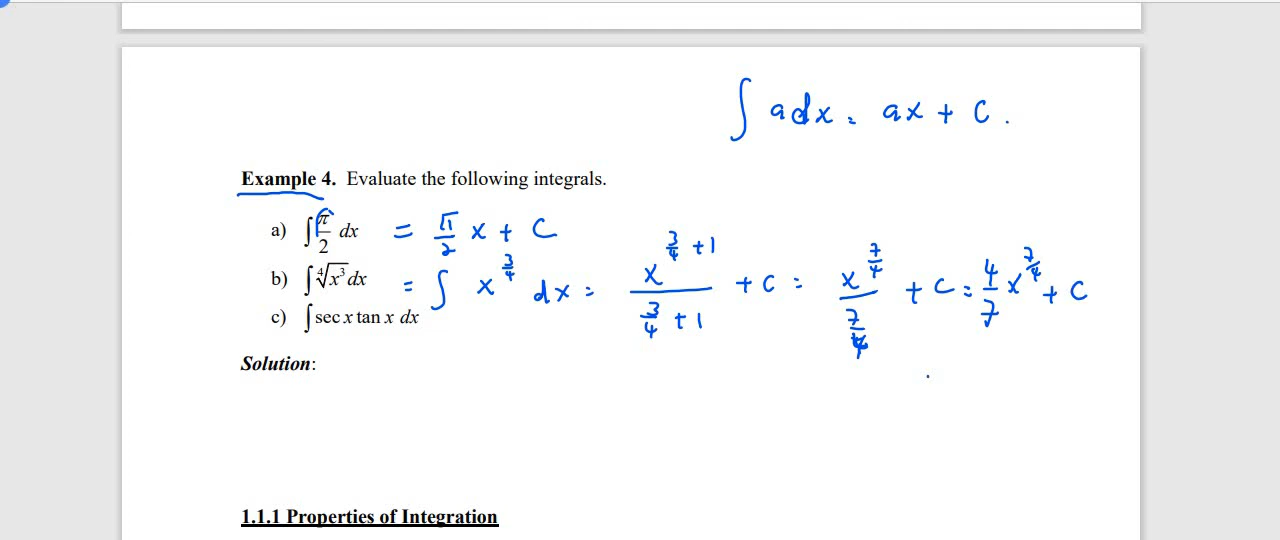 ∫ a dx = ax + C.
Example 4. Evaluate the following integrals.
a) ∫ π/2 dx = π/2 x + C
b) ∫ ∜x³ dx = ∫ x^(3/4) dx = x^(3/4 + 1) / (3/4 + 1) + C = x^(7/4) / (7/4) + C = 4/7 x^(7/4) + C
c) ∫ sec x tan x dx
Solution:
1.1.1 Properties of Integration